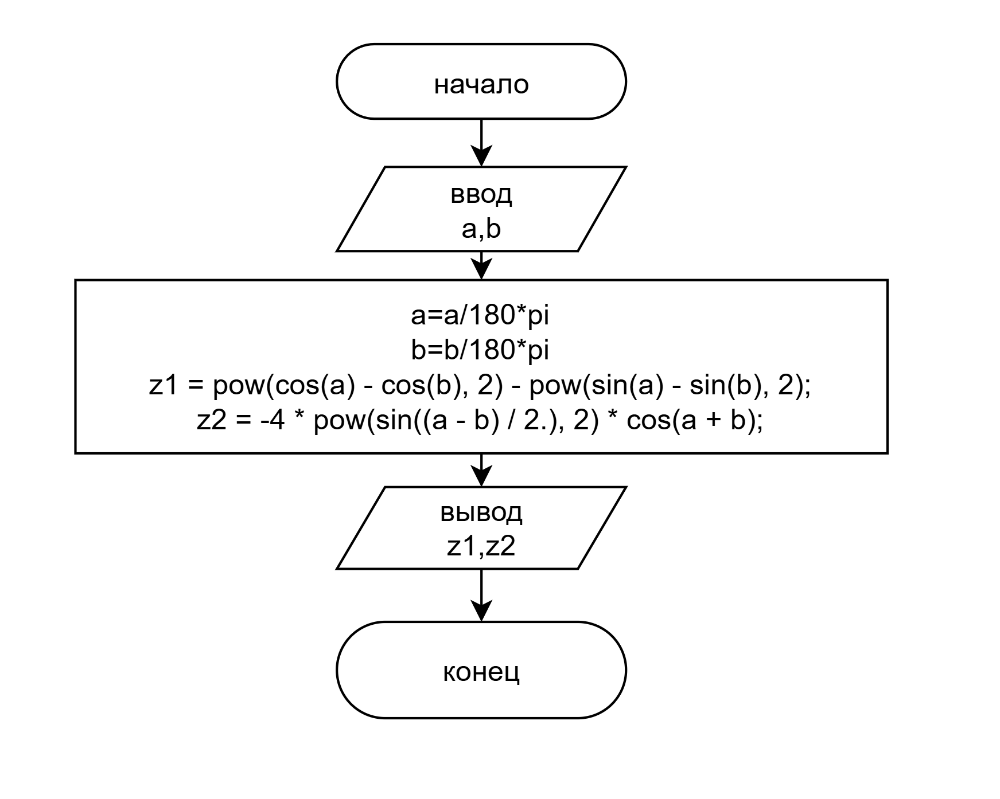 начало
ввод
a,b
a=a/180*pi
b=b/180*pi
z1 = pow(cos(a) - cos(b), 2) - pow(sin(a) - sin(b), 2);
z2 = -4 * pow(sin((a - b) / 2.), 2) * cos(a + b);
вывод
z1,z2
конец